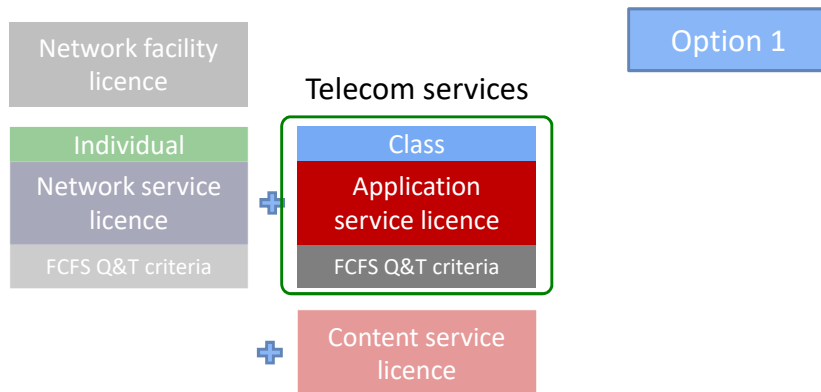 Option 1
Network facility
licence
Telecom services
Individual
Network service
licence
FCFS Q&T criteria
Class
Application
service licence
FCFS Q&T criteria
Content service
licence